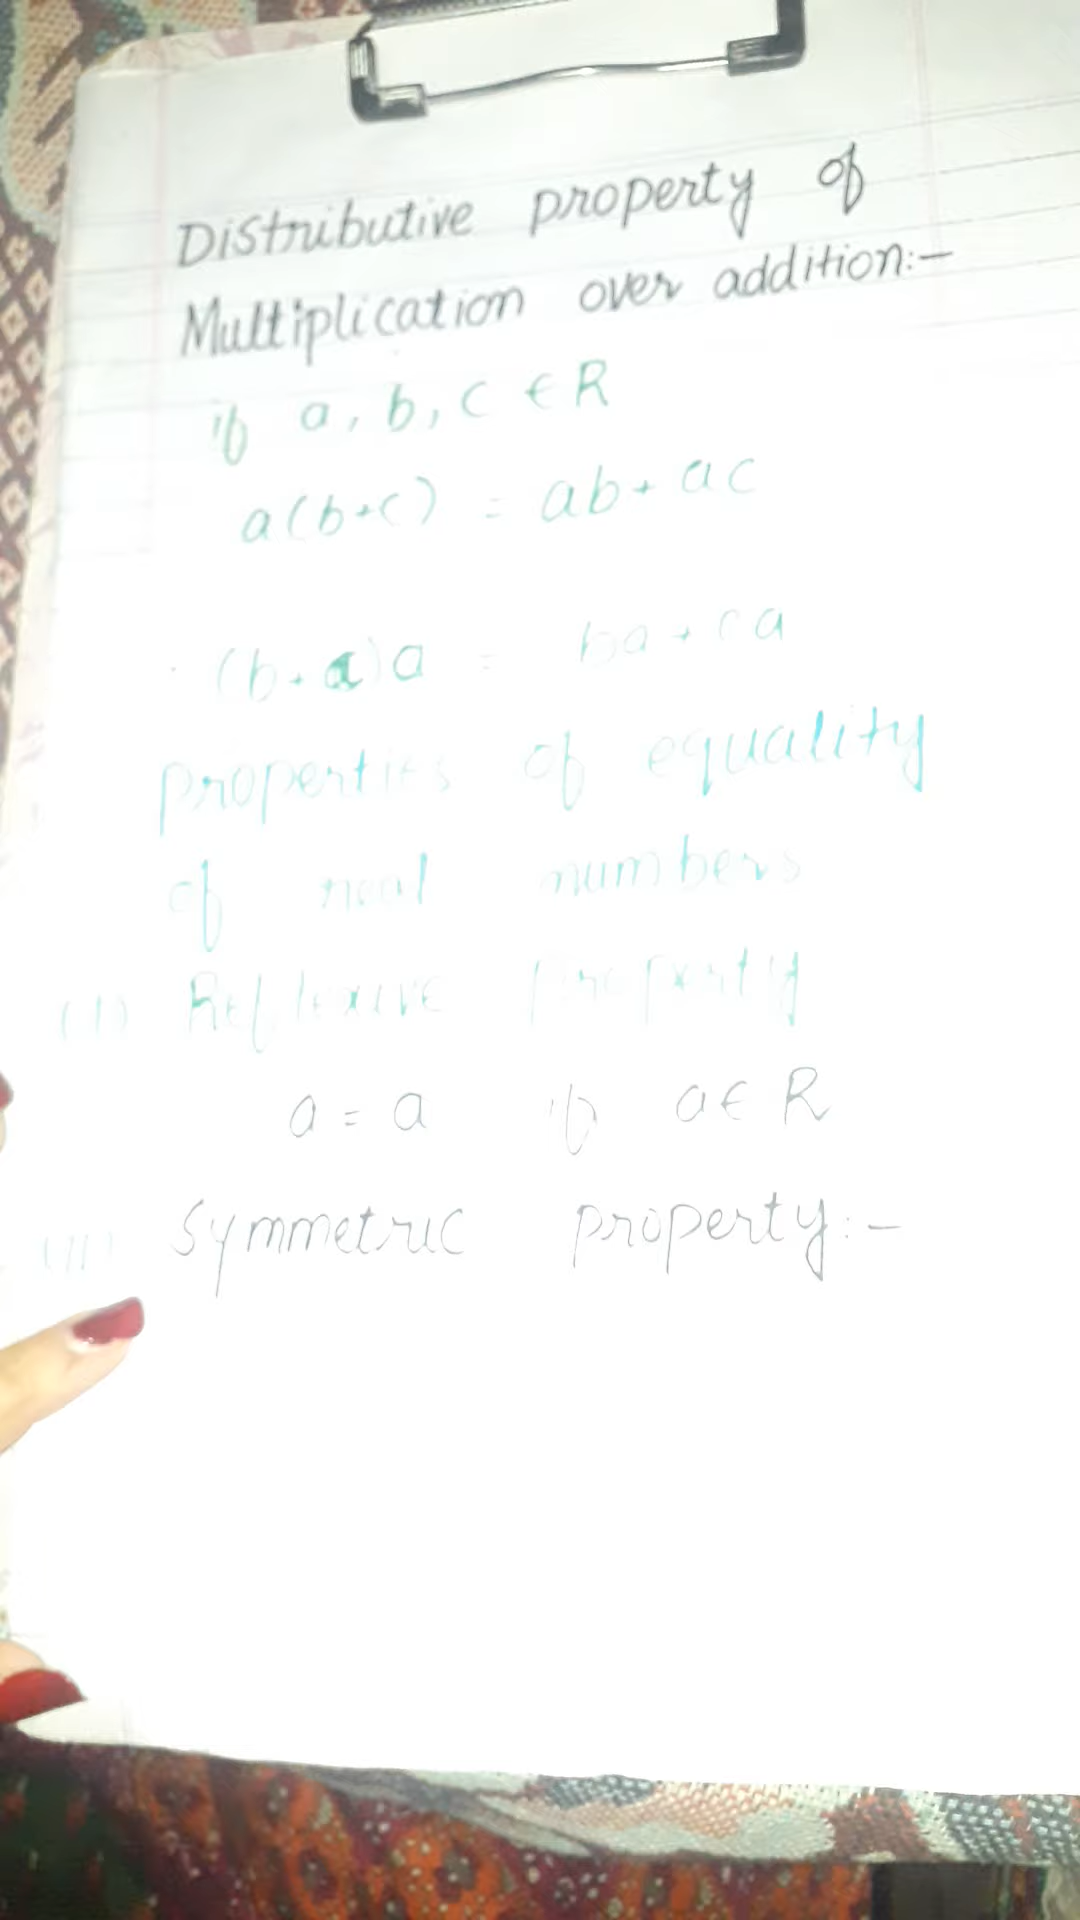 Distributive property of
Multiplication over addition:-
if a, b, c ∈ R
a(b+c) = ab+ ac
(b+ )a = ba + ca
properties of equality
of real numbers
(I) Reflexive property
a = a if a ∈ R
(II) Symmetric property:-